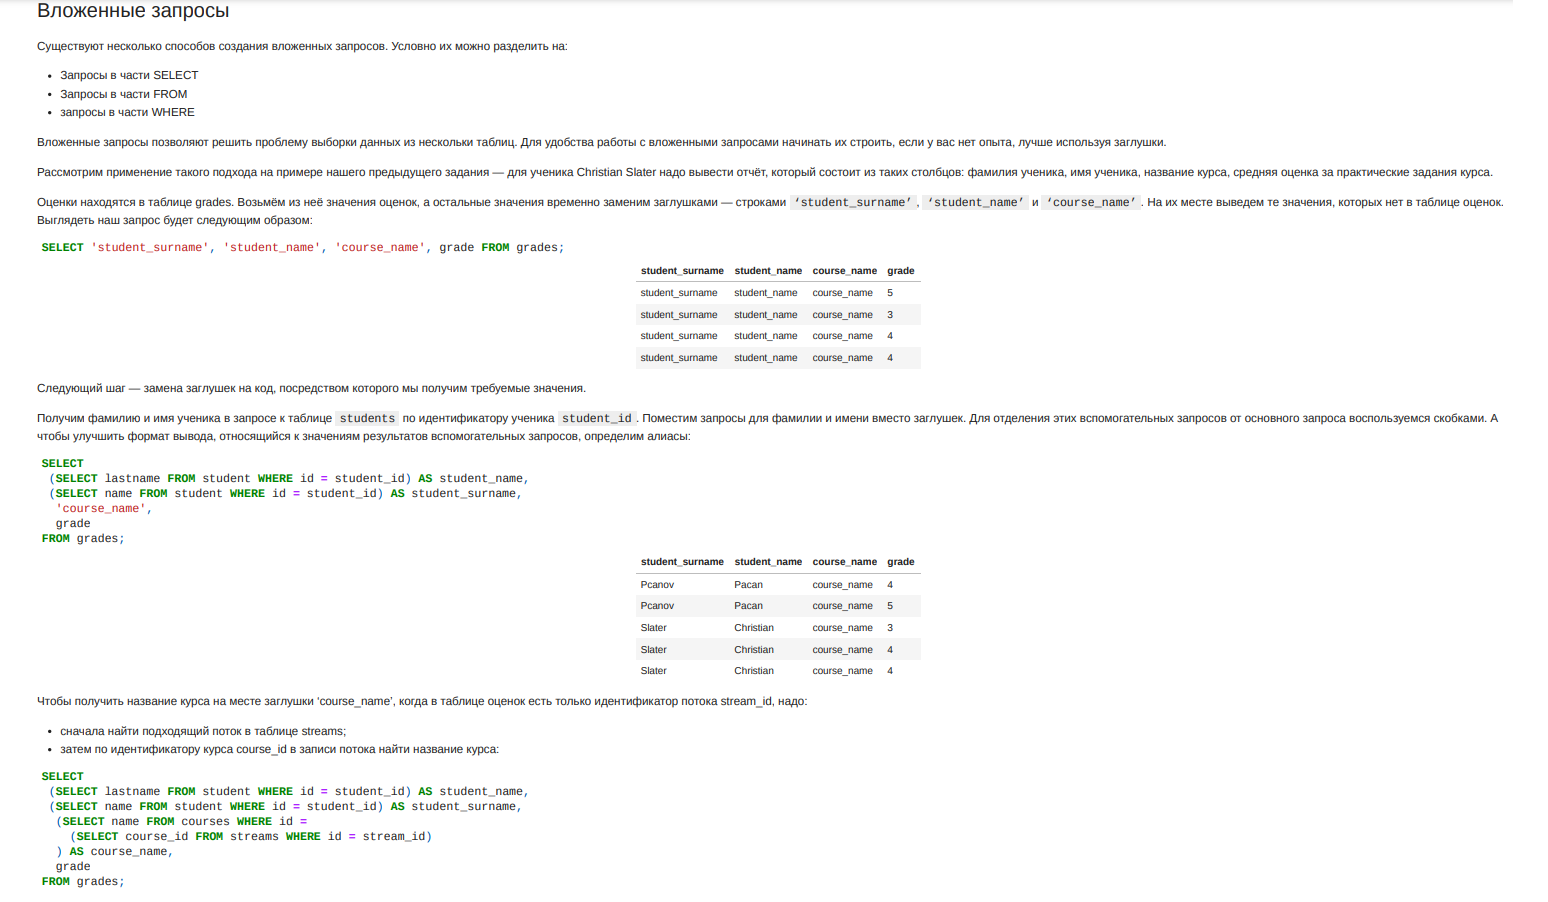 Вложенные запросы
Существуют несколько способов создания вложенных запросов. Условно их можно разделить на:
• Запросы в части SELECT
• Запросы в части FROM
• запросы в части WHERE
Вложенные запросы позволяют решить проблему выборки данных из нескольки таблиц. Для удобства работы с вложенными запросами начинать их строить, если у вас нет опыта, лучше используя заглушки.
Рассмотрим применение такого подхода на примере нашего предыдущего задания — для ученика Christian Slater надо вывести отчёт, который состоит из таких столбцов: фамилия ученика, имя ученика, название курса, средняя оценка за практические задания курса.
Оценки находятся в таблице grades. Возьмём из неё значения оценок, а остальные значения временно заменим заглушками — строками ‘student_surname’, ‘student_name’ и ‘course_name’. На их месте выведем те значения, которых нет в таблице оценок.
Выглядеть наш запрос будет следующим образом:
SELECT 'student_surname', 'student_name', 'course_name', grade FROM grades;
student_surname student_name course_name grade
student_surname student_name course_name 5
student_surname student_name course_name 3
student_surname student_name course_name 4
student_surname student_name course_name 4
Следующий шаг — замена заглушек на код, посредством которого мы получим требуемые значения.
Получим фамилию и имя ученика в запросе к таблице students по идентификатору ученика student_id. Поместим запросы для фамилии и имени вместо заглушек. Для отделения этих вспомогательных запросов от основного запроса воспользуемся скобками. А
чтобы улучшить формат вывода, относящийся к значениям результатов вспомогательных запросов, определим алиасы:
SELECT
(SELECT lastname FROM student WHERE id = student_id) AS student_name,
(SELECT name FROM student WHERE id = student_id) AS student_surname,
'course_name',
grade
FROM grades;
student_surname student_name course_name grade
Pcanov Pacan course_name 4
Pcanov Pacan course_name 5
Slater Christian course_name 3
Slater Christian course_name 4
Slater Christian course_name 4
Чтобы получить название курса на месте заглушки ‘course_name’, когда в таблице оценок есть только идентификатор потока stream_id, надо:
• сначала найти подходящий поток в таблице streams;
• затем по идентификатору курса course_id в записи потока найти название курса:
SELECT
(SELECT lastname FROM student WHERE id = student_id) AS student_name,
(SELECT name FROM student WHERE id = student_id) AS student_surname,
(SELECT name FROM courses WHERE id =
(SELECT course_id FROM streams WHERE id = stream_id)
) AS course_name,
grade
FROM grades;